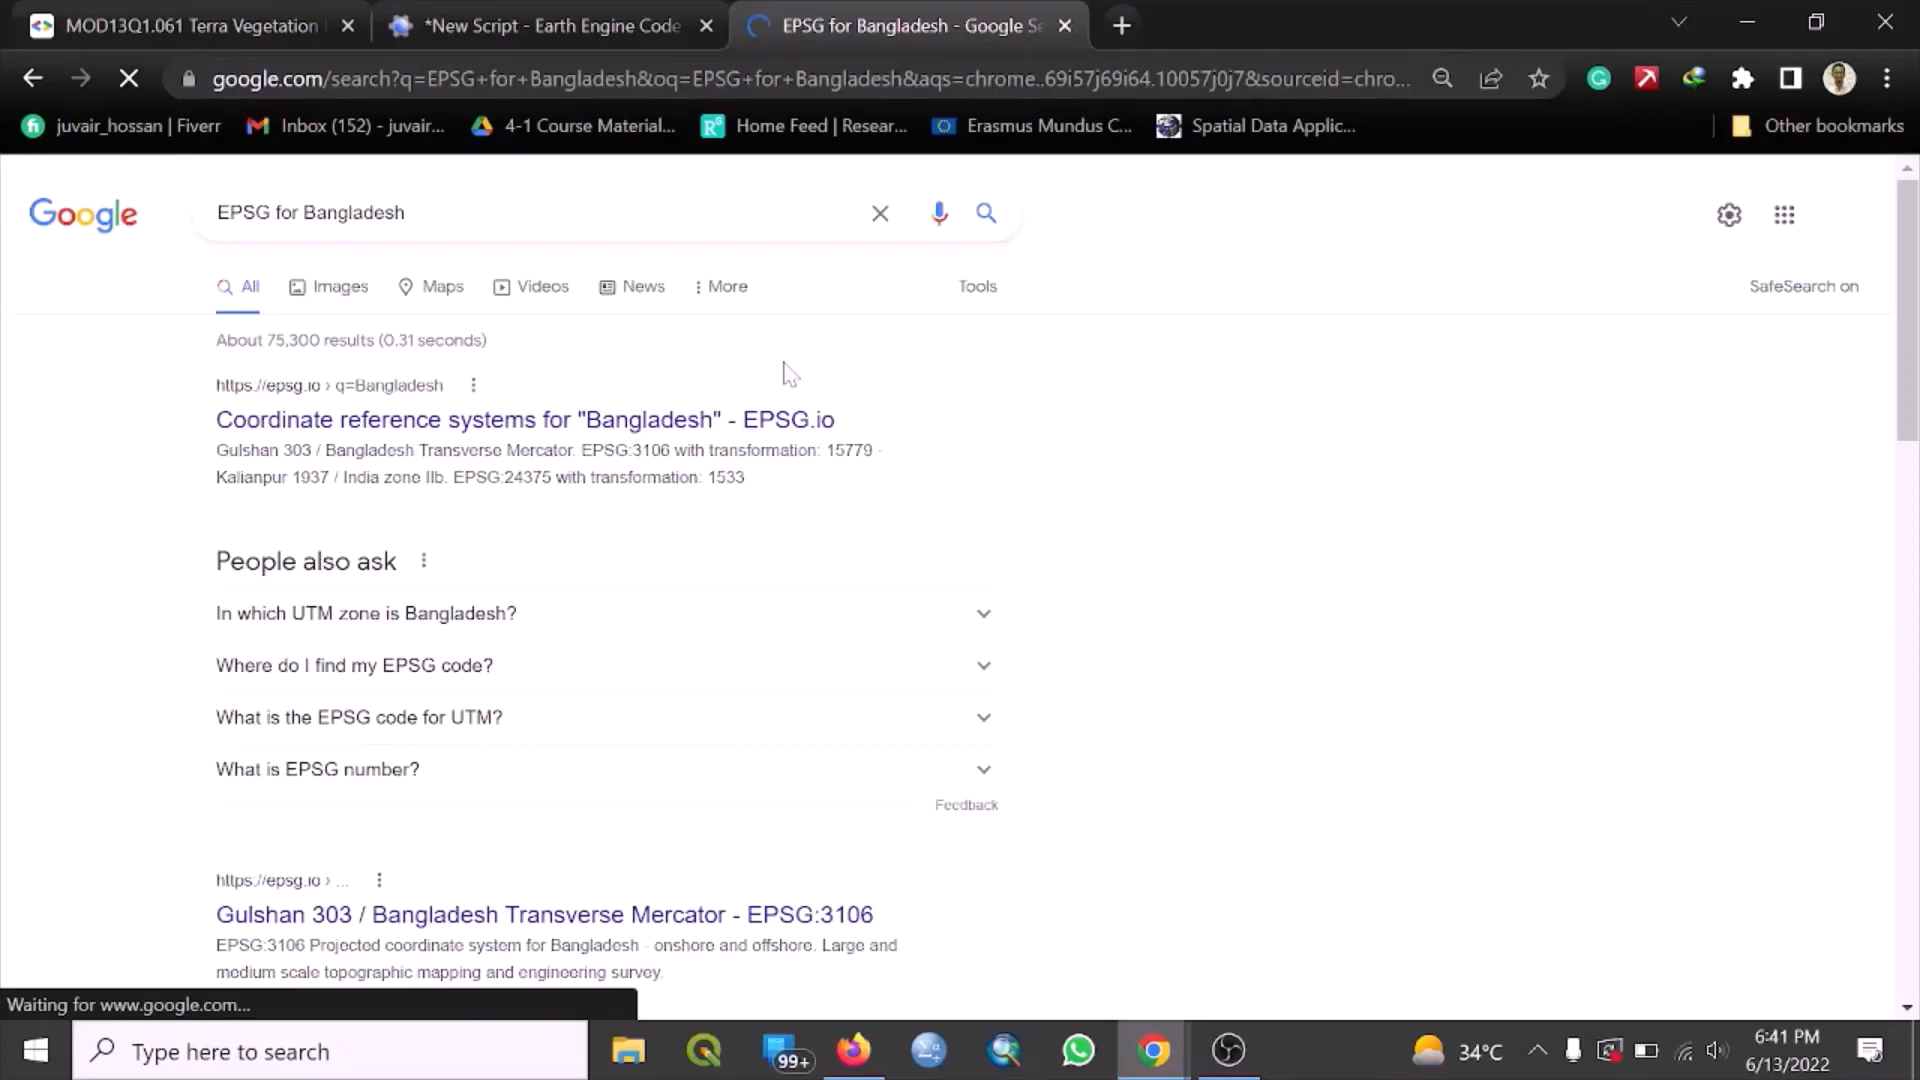 MOD13Q1.061 Terra Vegetation
*New Script - Earth Engine Code
EPSG for Bangladesh - Google Se
google.com/search?q=EPSG+for+Bangladesh&oq=EPSG+for+Bangladesh&aqs=chrome..69i57j69i64.10057j0j7&sourceid=chro...
juvair_hossan | Fiverr
Inbox (152) - juvair...
4-1 Course Material...
Home Feed | Resear...
Erasmus Mundus C...
Spatial Data Applic...
Other bookmarks
Google
EPSG for Bangladesh
All
Images
Maps
Videos
News
More
Tools
SafeSearch on
About 75,300 results (0.31 seconds)
https://epsg.io › q=Bangladesh
Coordinate reference systems for "Bangladesh" - EPSG.io
Gulshan 303 / Bangladesh Transverse Mercator. EPSG:3106 with transformation: 15779 ·
Kalianpur 1937 / India zone IIb. EPSG:24375 with transformation: 1533
People also ask
In which UTM zone is Bangladesh?
Where do I find my EPSG code?
What is the EPSG code for UTM?
What is EPSG number?
Feedback
https://epsg.io › ...
Gulshan 303 / Bangladesh Transverse Mercator - EPSG:3106
EPSG:3106 Projected coordinate system for Bangladesh - onshore and offshore. Large and
medium scale topographic mapping and engineering survey.
Waiting for www.google.com...
Type here to search
99+
34°C
6:41 PM
6/13/2022